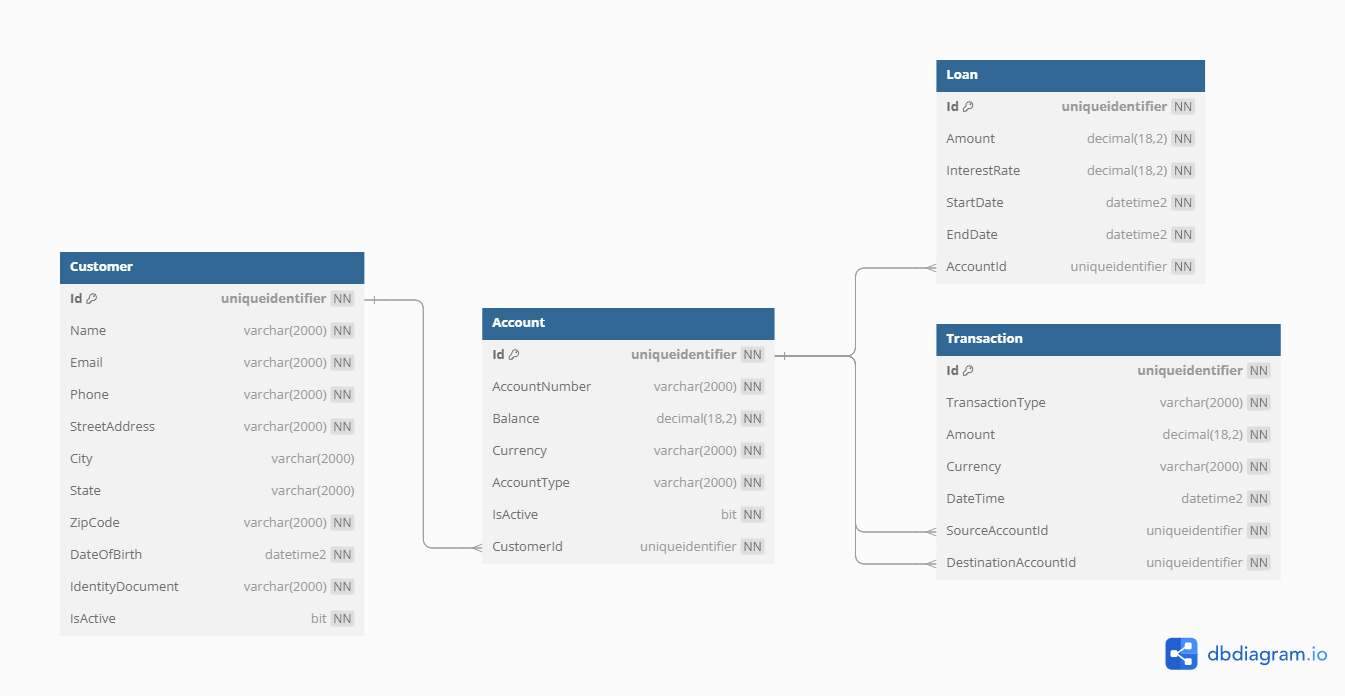 Loan
Id uniqueidentifier NN
Amount decimal(18,2) NN
InterestRate decimal(18,2) NN
StartDate datetime2 NN
EndDate datetime2 NN
AccountId uniqueidentifier NN
Customer
Id uniqueidentifier NN
Name varchar(2000) NN
Email varchar(2000) NN
Phone varchar(2000) NN
StreetAddress varchar(2000) NN
City varchar(2000)
State varchar(2000)
ZipCode varchar(2000) NN
DateOfBirth datetime2 NN
IdentityDocument varchar(2000) NN
IsActive bit NN
Account
Id uniqueidentifier NN
AccountNumber varchar(2000) NN
Balance decimal(18,2) NN
Currency varchar(2000) NN
AccountType varchar(2000) NN
IsActive bit NN
CustomerId uniqueidentifier NN
Transaction
Id uniqueidentifier NN
TransactionType varchar(2000) NN
Amount decimal(18,2) NN
Currency varchar(2000) NN
DateTime datetime2 NN
SourceAccountId uniqueidentifier NN
DestinationAccountId uniqueidentifier NN
dbdiagram.io